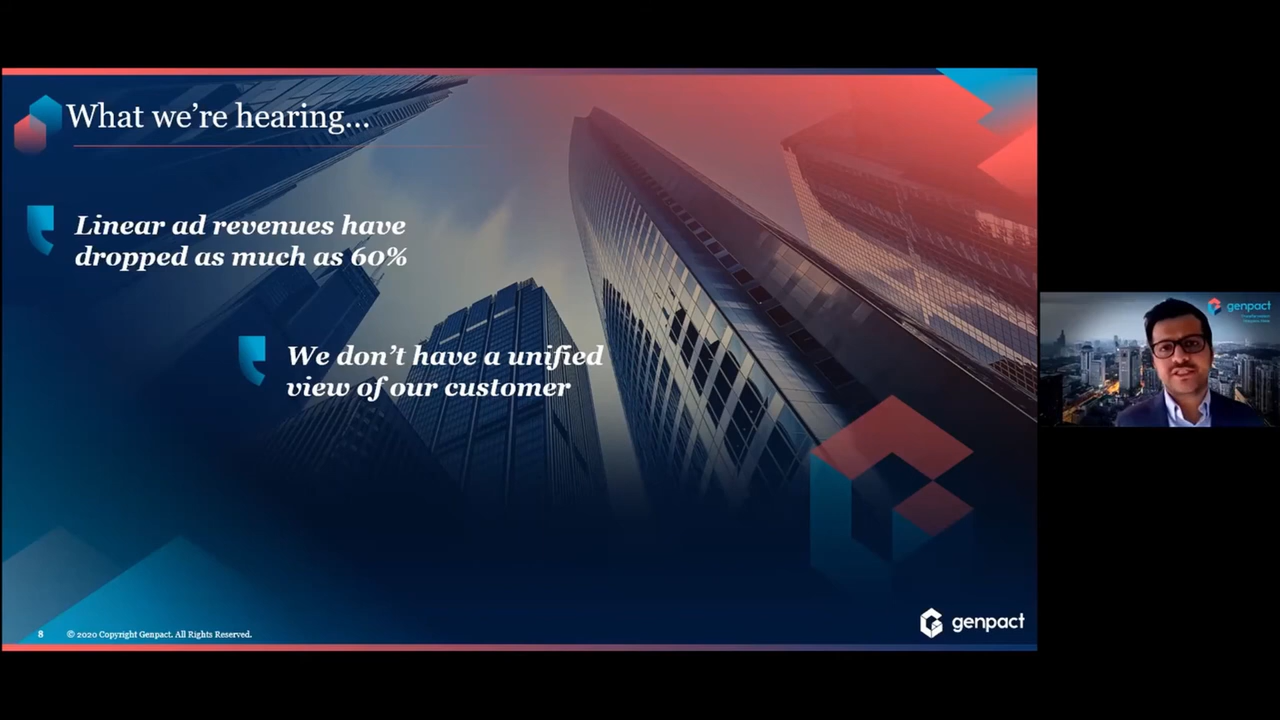 What we're hearing...
Linear ad revenues have
dropped as much as 60%
We don't have a unified
view of our customer
8 © 2020 Copyright Genpact. All Rights Reserved.
genpact
genpact